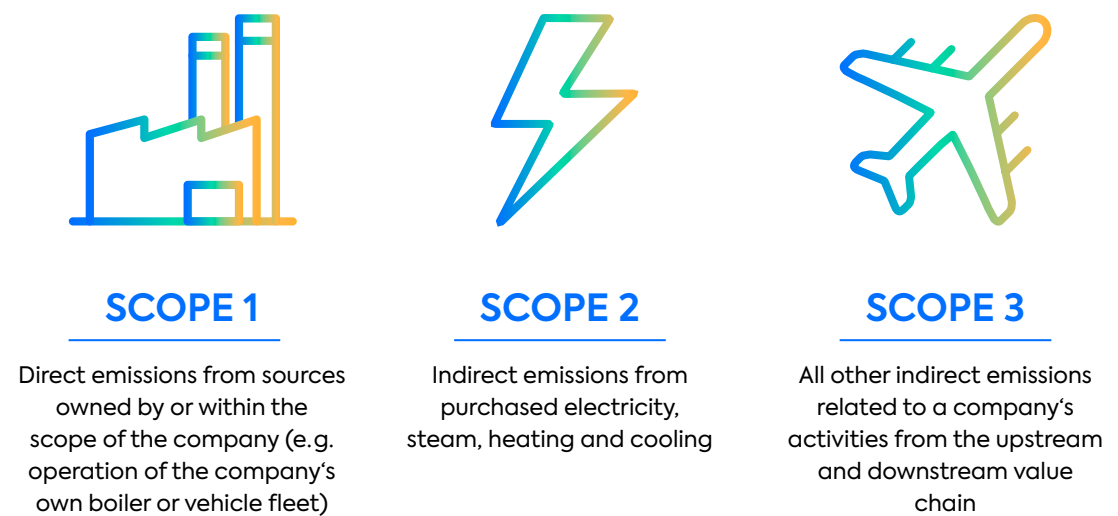 SCOPE 1
Direct emissions from sources
owned by or within the
scope of the company (e.g.
operation of the company‘s
own boiler or vehicle fleet)
SCOPE 2
Indirect emissions from
purchased electricity,
steam, heating and cooling
SCOPE 3
All other indirect emissions
related to a company‘s
activities from the upstream
and downstream value
chain